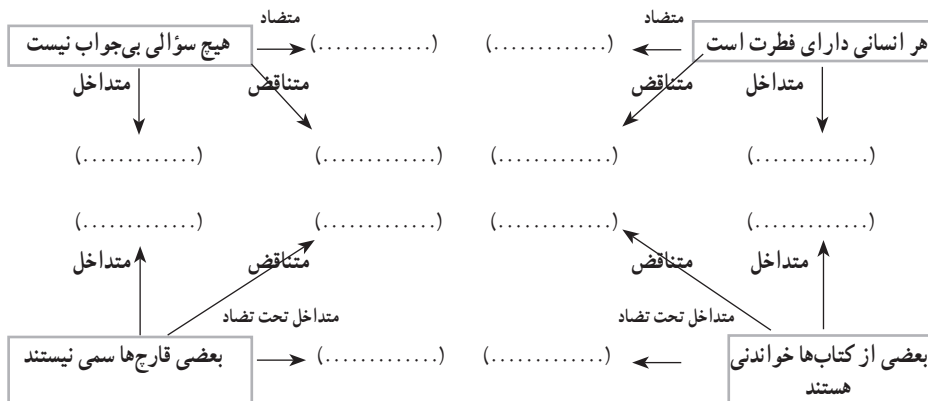 متضاد متضاد
هر انسانی دارای فطرت است (.............) (.............) هیچ سؤالی بی‌جواب نیست
متداخل متناقض متناقض متداخل
(.............) (.............) (.............) (.............)
(.............) (.............) (.............) (.............)
متداخل متناقض متناقض متداخل
متداخل تحت تضاد متداخل تحت تضاد
بعضی از کتاب‌ها خواندنی هستند (.............) (.............) بعضی قارچ‌ها سمی نیستند